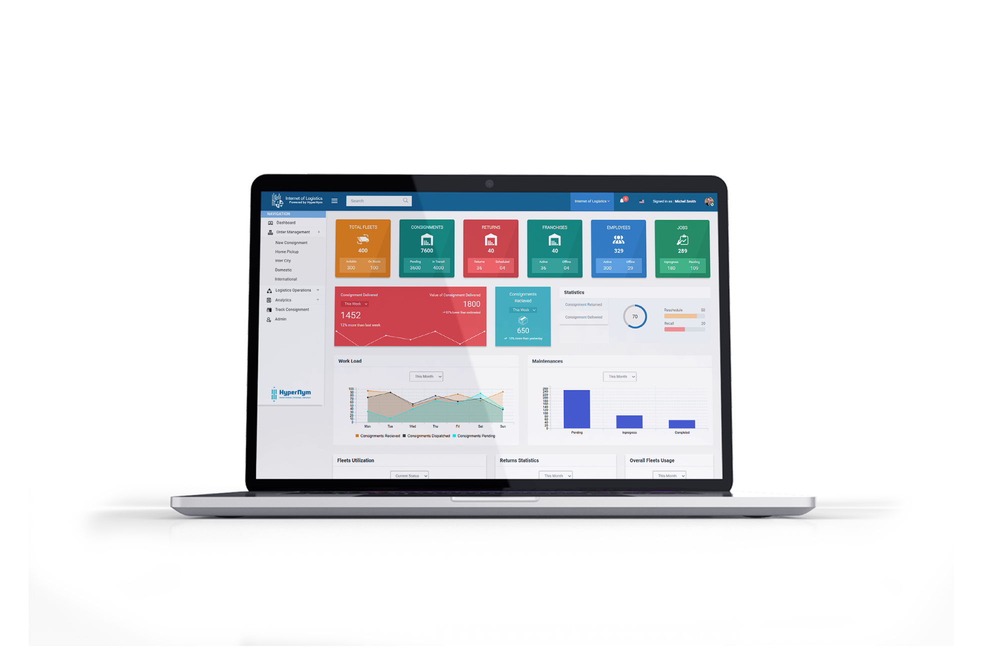 Internet of Logistics
Powered by HyperNym
Search
Internet of Logistics
5
Signed in as : Michel Smith
NAVIGATION
Dashboard
Order Management +
New Consignment
Home Pickup
Inter City
Domestic
International
Logistics Operations +
Analytics +
Track Consignment
Admin
HyperNym
TOTAL FLEETS
400
Avilable On Route
300 100
CONSIGNMENTS
7600
Pending In Transit
3600 4000
RETURNS
40
Returns Scheduled
36 04
FRANCHISES
40
Active Offline
36 04
EMPLOYEES
329
Active Offline
300 29
JOBS
289
Inprogress Pending
180 109
Consignment Delivered
This Week
1452
12% more than last week
Value of Consignment Delivered
1800
07% lower than estimated
Consignments
Recieved
This Week
650
10% more than yesterday
Statistics
Consignment Returned
Consignment Delivered
70
Reschedule 50
Recall 20
Work Load
This Month
100
90
80
70
60
50
40
30
20
10
0
Mon Tue Wed Thu Fri Sat Sun
Consignments Recieved Consignments Dispatched Consignments Pending
Maintenances
This Month
260
240
220
200
180
160
140
120
100
80
60
40
20
0
Pending Inprogress Completed
Fleets Utilization
Current Status
Returns Statistics
This Month
Overall Fleets Usage
This Month